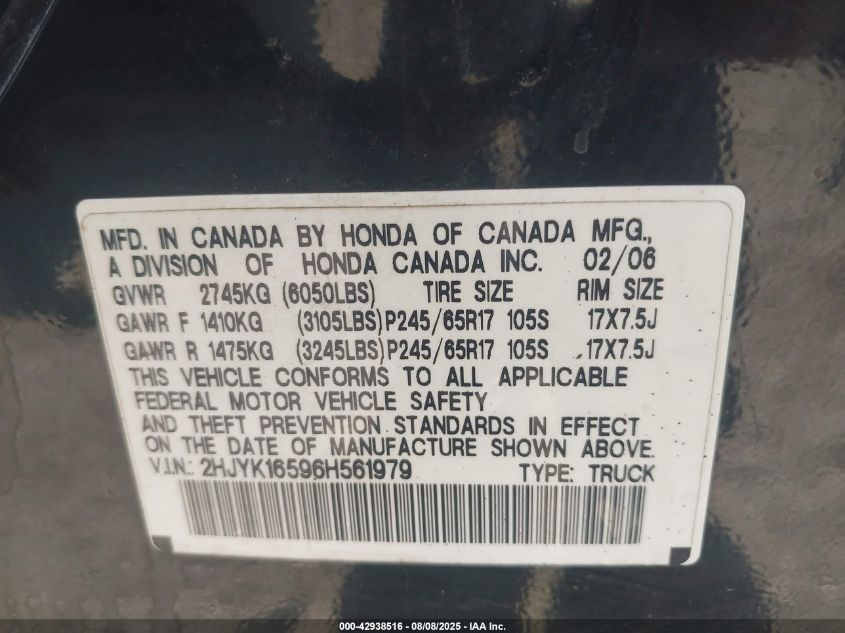 MFD. IN CANADA BY HONDA OF CANADA MFG.,
A DIVISION OF HONDA CANADA INC. 02/06
GVWR 2745KG (6050LBS) TIRE SIZE RIM SIZE
GAWR F 1410KG (3105LBS) P245/65R17 105S 17X7.5J
GAWR R 1475KG (3245LBS) P245/65R17 105S 17X7.5J
THIS VEHICLE CONFORMS TO ALL APPLICABLE
FEDERAL MOTOR VEHICLE SAFETY
AND THEFT PREVENTION STANDARDS IN EFFECT
ON THE DATE OF MANUFACTURE SHOWN ABOVE.
V.I.N.: 2HJYK16596H561979 TYPE: TRUCK
000-42938516 - 08/08/2025 - IAA Inc.